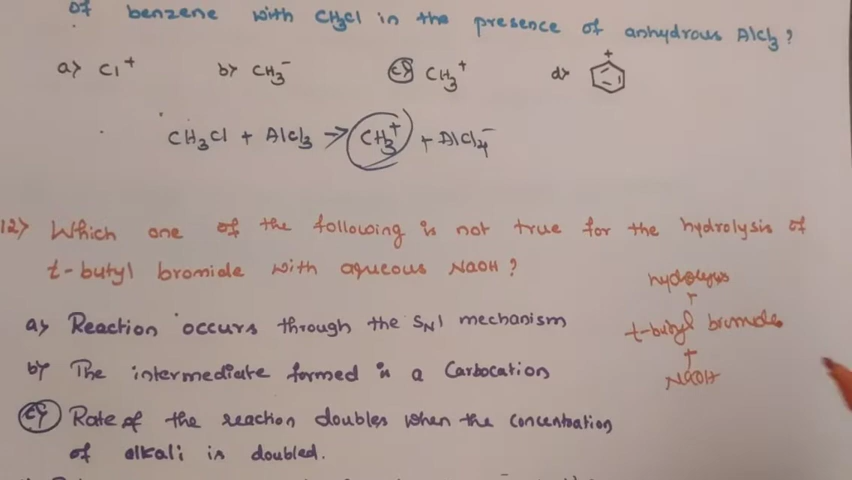 of benzene with CH3Cl in the presence of anhydrous AlCl3?
a) Cl+ b) CH3- c) CH3+ d) +
CH3Cl + AlCl3 → CH3+ + AlCl4-
12) Which one of the following is not true for the hydrolysis of
t-butyl bromide with aqueous NaOH?
hydolysis
+
t-butyl bromide
+
NaOH
a) Reaction occurs through the SN1 mechanism
b) The intermediate formed is a Carbocation
c) Rate of the reaction doubles when the concentration
of alkali is doubled.